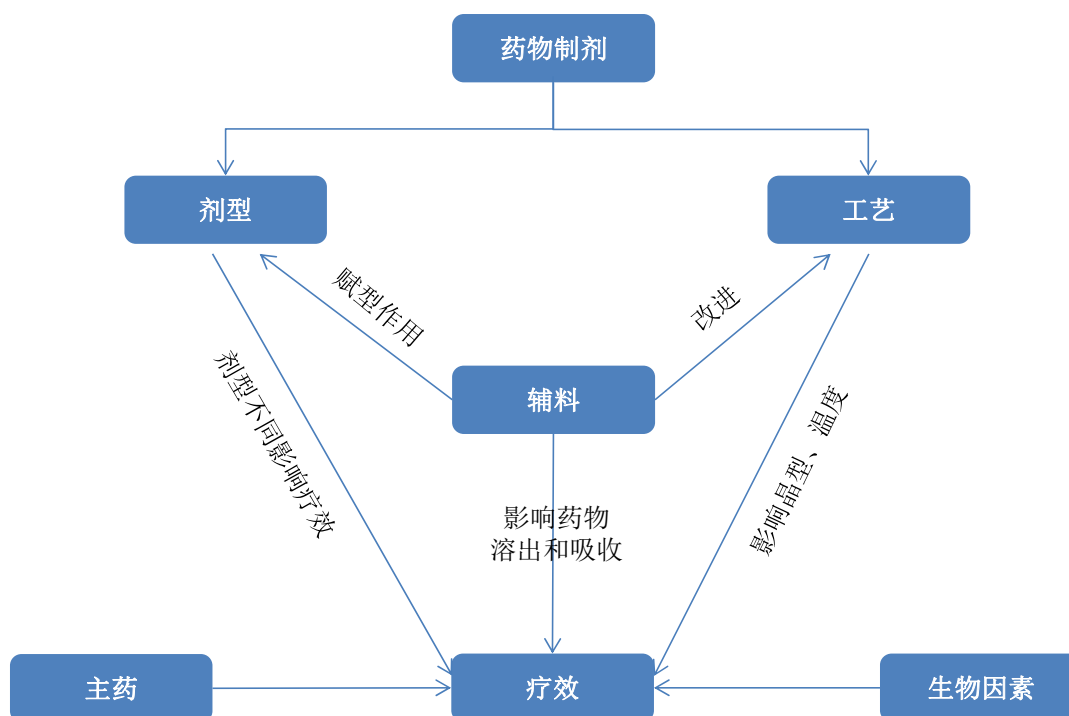 药物制剂
剂型
工艺
赋型作用
改进
辅料
剂型不同影响疗效
影响药物
溶出和吸收
影响晶型、温度
主药
疗效
生物因素